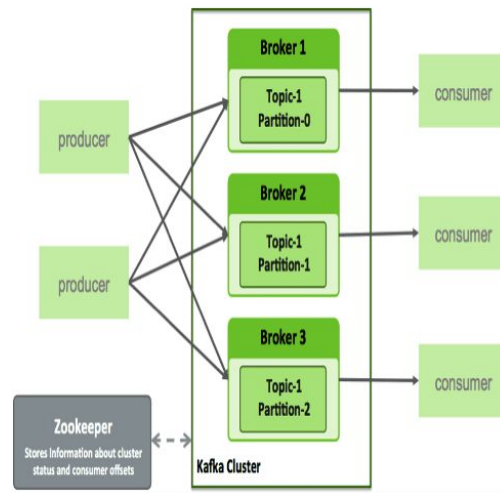 Broker 1
Topic-1
Partition-0
consumer
producer
Broker 2
Topic-1
Partition-1
consumer
producer
Broker 3
Topic-1
Partition-2
consumer
Zookeeper
Stores Information about cluster
status and consumer offsets
Kafka Cluster